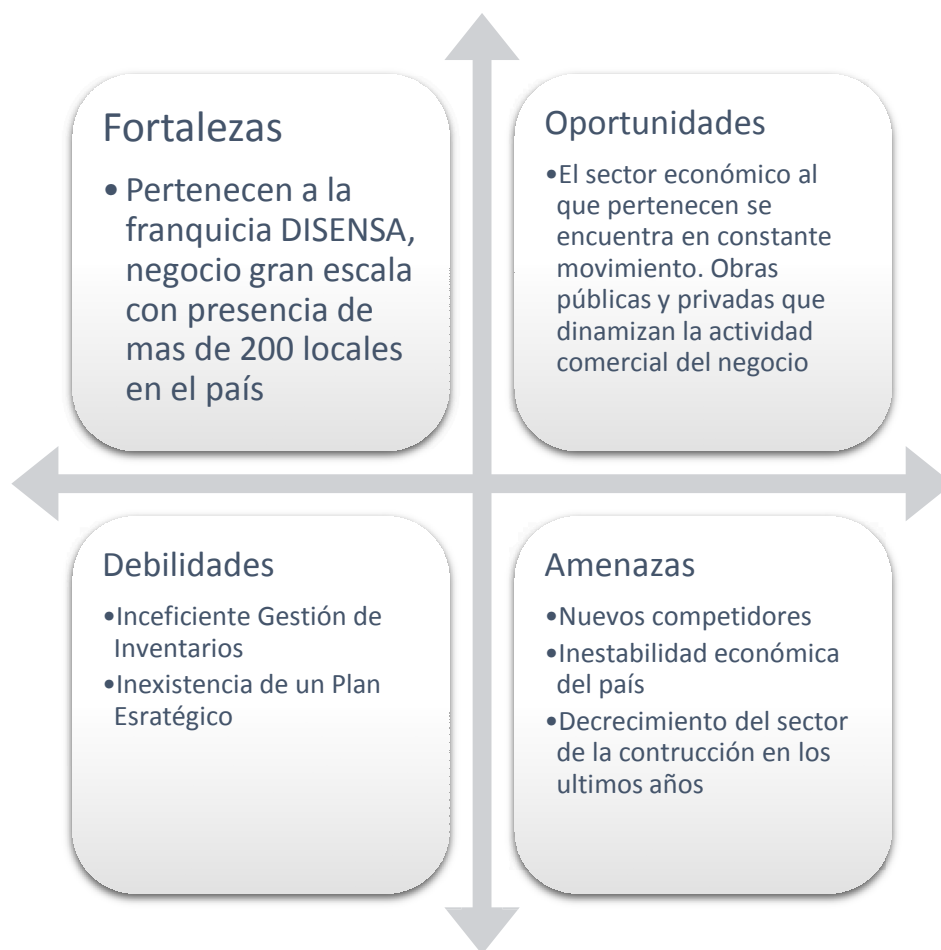 Fortalezas
• Pertenecen a la
franquicia DISENSA,
negocio gran escala
con presencia de
mas de 200 locales
en el país
Oportunidades
•El sector económico al
que pertenecen se
encuentra en constante
movimiento. Obras
públicas y privadas que
dinamizan la actividad
comercial del negocio
Debilidades
•Inceficiente Gestión de
Inventarios
•Inexistencia de un Plan
Esratégico
Amenazas
•Nuevos competidores
•Inestabilidad económica
del país
•Decrecimiento del sector
de la contrucción en los
ultimos años